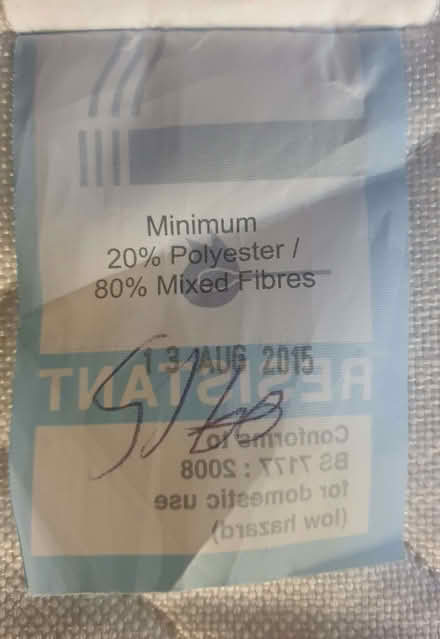 Minimum
20% Polyester /
80% Mixed Fibres
13 AUG 2015
RESISTANT
Conforms to
BS 7177 : 2008
for domestic use
(low hazard)